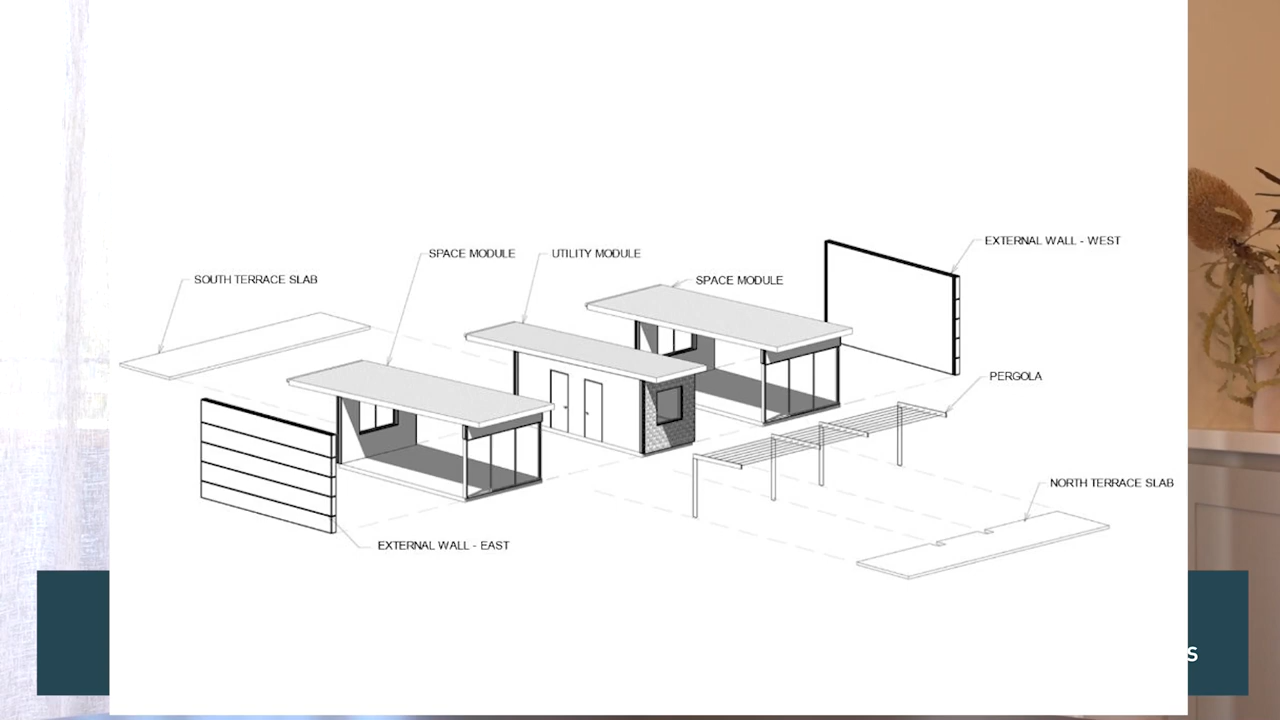 EXTERNAL WALL - WEST
SPACE MODULE
UTILITY MODULE
SPACE MODULE
SOUTH TERRACE SLAB
PERGOLA
NORTH TERRACE SLAB
EXTERNAL WALL - EAST
S